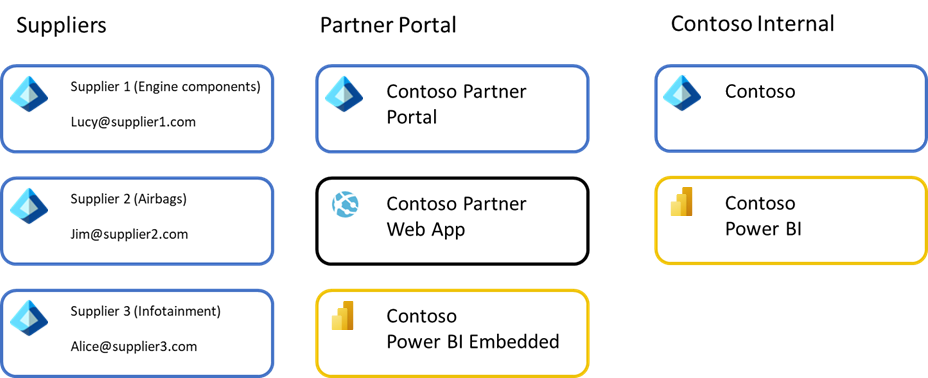 Suppliers
Partner Portal
Contoso Internal
Supplier 1 (Engine components)
Lucy@supplier1.com
Contoso Partner
Portal
Contoso
Supplier 2 (Airbags)
Jim@supplier2.com
Contoso Partner
Web App
Contoso
Power BI
Supplier 3 (Infotainment)
Alice@supplier3.com
Contoso
Power BI Embedded